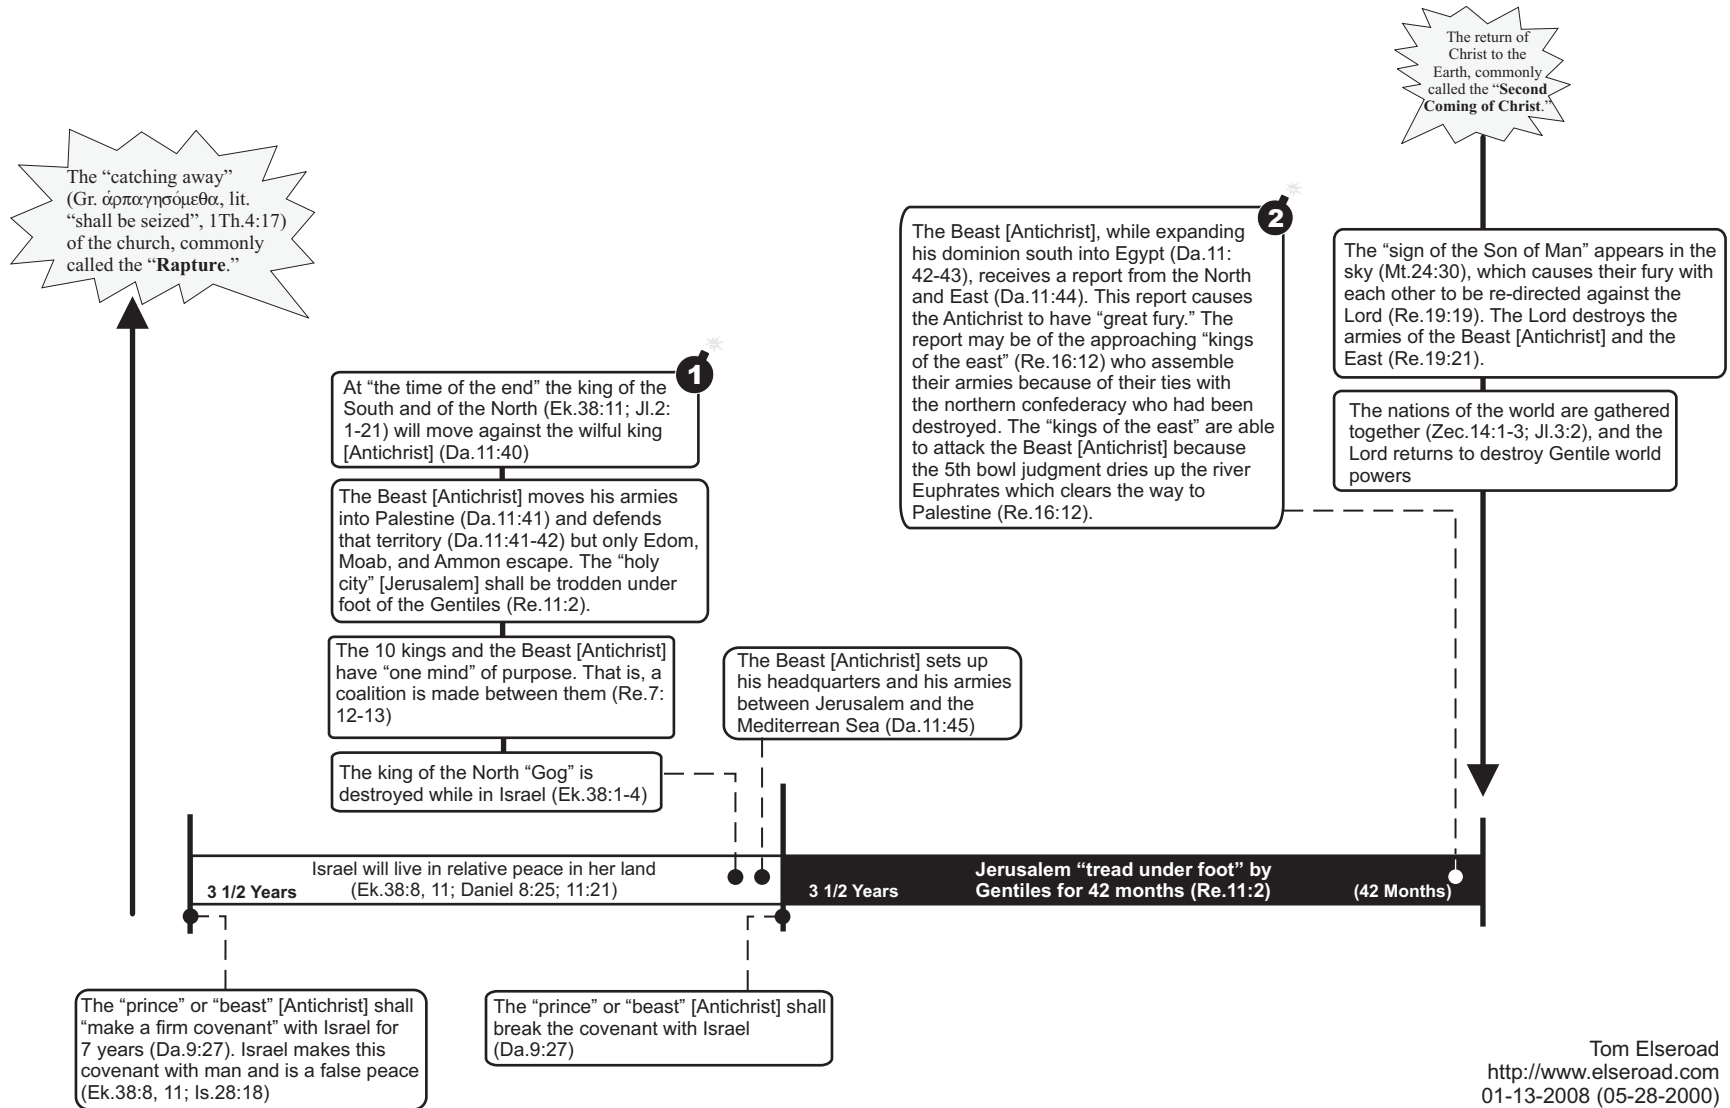 The return of
Christ to the
Earth, commonly
called the “Second
Coming of Christ.”
The “catching away”
(Gr. ἁρπαγησόμεθα, lit.
“shall be seized”, 1Th.4:17)
of the church, commonly
called the “Rapture.”
1
At “the time of the end” the king of the
South and of the North (Ek.38:11; Jl.2:
1-21) will move against the wilful king
[Antichrist] (Da.11:40)
The Beast [Antichrist] moves his armies
into Palestine (Da.11:41) and defends
that territory (Da.11:41-42) but only Edom,
Moab, and Ammon escape. The “holy
city” [Jerusalem] shall be trodden under
foot of the Gentiles (Re.11:2).
The 10 kings and the Beast [Antichrist]
have “one mind” of purpose. That is, a
coalition is made between them (Re.7:
12-13)
The king of the North “Gog” is
destroyed while in Israel (Ek.38:1-4)
The Beast [Antichrist] sets up
his headquarters and his armies
between Jerusalem and the
Mediterrean Sea (Da.11:45)
2
The Beast [Antichrist], while expanding
his dominion south into Egypt (Da.11:
42-43), receives a report from the North
and East (Da.11:44). This report causes
the Antichrist to have “great fury.” The
report may be of the approaching “kings
of the east” (Re.16:12) who assemble
their armies because of their ties with
the northern confederacy who had been
destroyed. The “kings of the east” are able
to attack the Beast [Antichrist] because
the 5th bowl judgment dries up the river
Euphrates which clears the way to
Palestine (Re.16:12).
The “sign of the Son of Man” appears in the
sky (Mt.24:30), which causes their fury with
each other to be re-directed against the
Lord (Re.19:19). The Lord destroys the
armies of the Beast [Antichrist] and the
East (Re.19:21).
The nations of the world are gathered
together (Zec.14:1-3; Jl.3:2), and the
Lord returns to destroy Gentile world
powers
Israel will live in relative peace in her land
3 1/2 Years (Ek.38:8, 11; Daniel 8:25; 11:21)
Jerusalem “tread under foot” by
3 1/2 Years Gentiles for 42 months (Re.11:2) (42 Months)
The “prince” or “beast” [Antichrist] shall
“make a firm covenant” with Israel for
7 years (Da.9:27). Israel makes this
covenant with man and is a false peace
(Ek.38:8, 11; Is.28:18)
The “prince” or “beast” [Antichrist] shall
break the covenant with Israel
(Da.9:27)
Tom Elseroad
http://www.elseroad.com
01-13-2008 (05-28-2000)